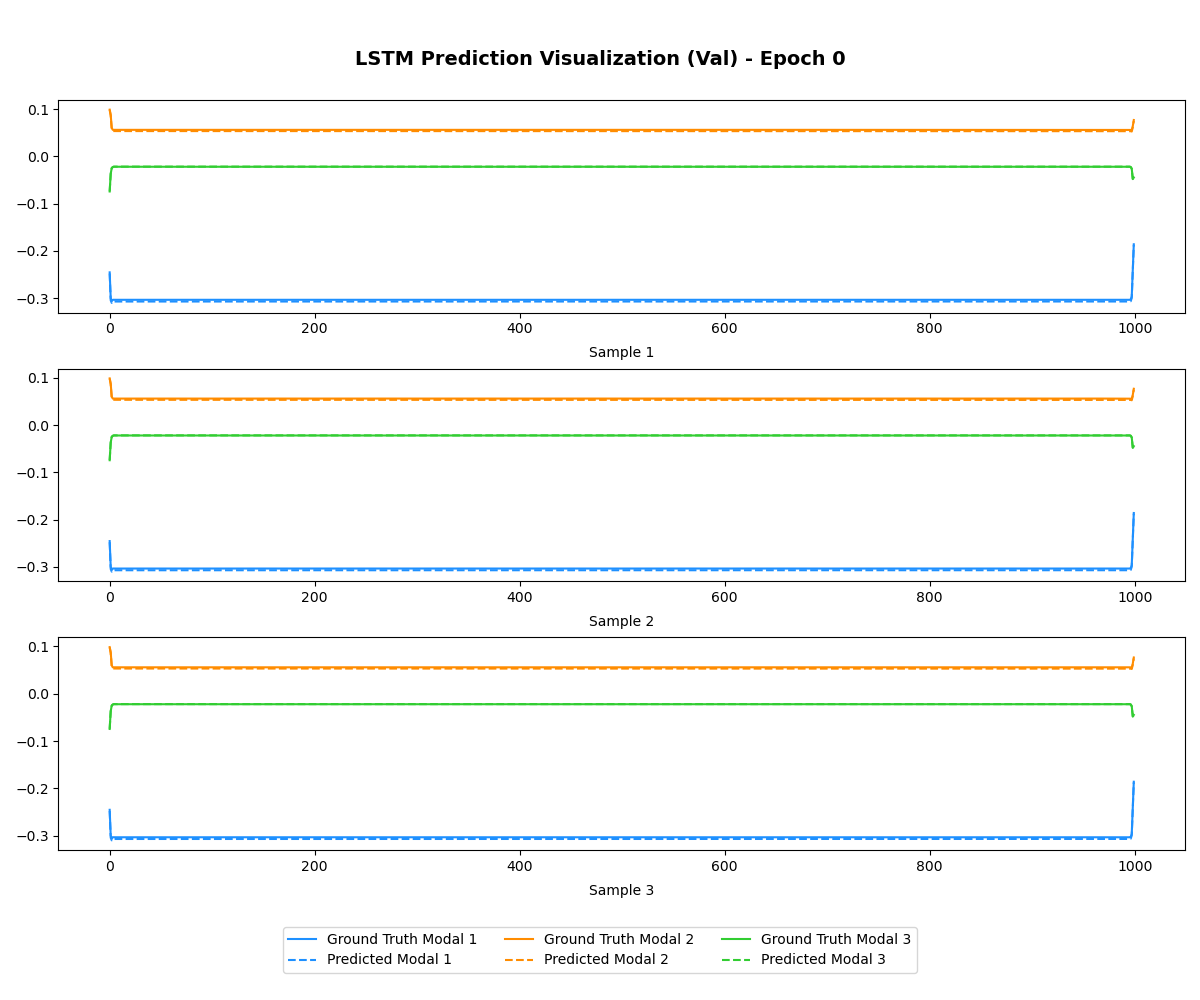 LSTM Prediction Visualization (Val) - Epoch 0
0.1
0.0
−0.1
−0.2
−0.3
0 200 400 600 800 1000
Sample 1
0.1
0.0
−0.1
−0.2
−0.3
0 200 400 600 800 1000
Sample 2
0.1
0.0
−0.1
−0.2
−0.3
0 200 400 600 800 1000
Sample 3
Ground Truth Modal 1 Ground Truth Modal 2 Ground Truth Modal 3
Predicted Modal 1 Predicted Modal 2 Predicted Modal 3